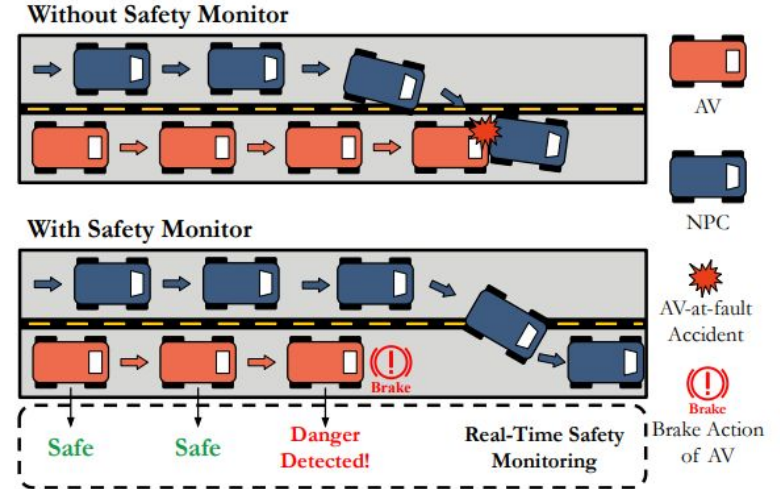 Without Safety Monitor
AV
NPC
With Safety Monitor
AV-at-fault
Accident
Brake
Brake
Safe
Safe
Danger
Detected!
Real-Time Safety
Monitoring
Brake Action
of AV